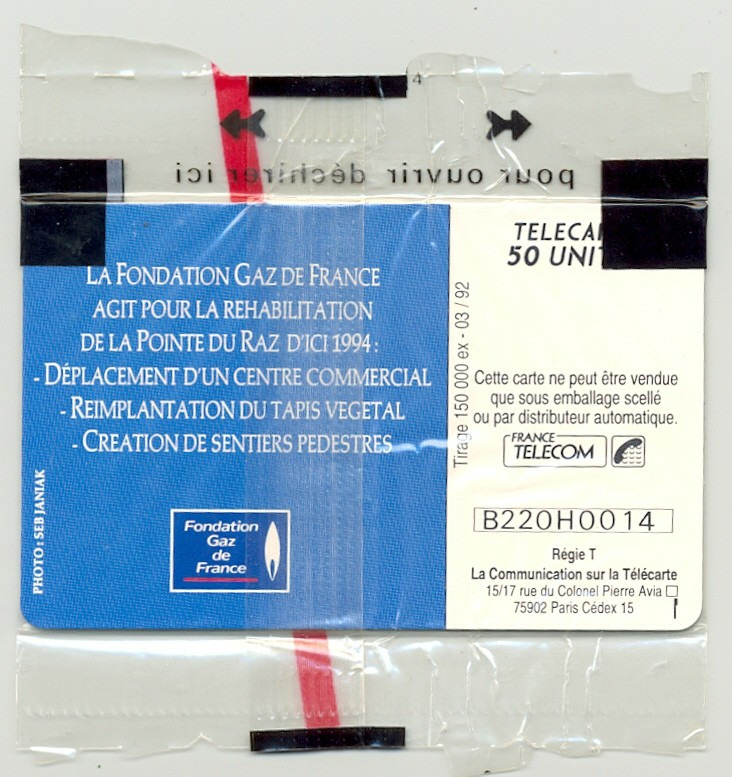 4
pour ouvrir déchirer ici
LA FONDATION GAZ DE FRANCE
AGIT POUR LA REHABILITATION
DE LA POINTE DU RAZ D'ICI 1994 :
- DÉPLACEMENT D'UN CENTRE COMMERCIAL
- REIMPLANTATION DU TAPIS VEGETAL
- CREATION DE SENTIERS PEDESTRES
PHOTO : SEB JANIAK
Fondation
Gaz
de
France
Tirage 150 000 ex - 03 / 92
TELECA
50 UNIT
Cette carte ne peut être vendue
que sous emballage scellé
ou par distributeur automatique.
FRANCE
TELECOM
B220H0014
Régie T
La Communication sur la Télécarte
15/17 rue du Colonel Pierre Avia
75902 Paris Cédex 15